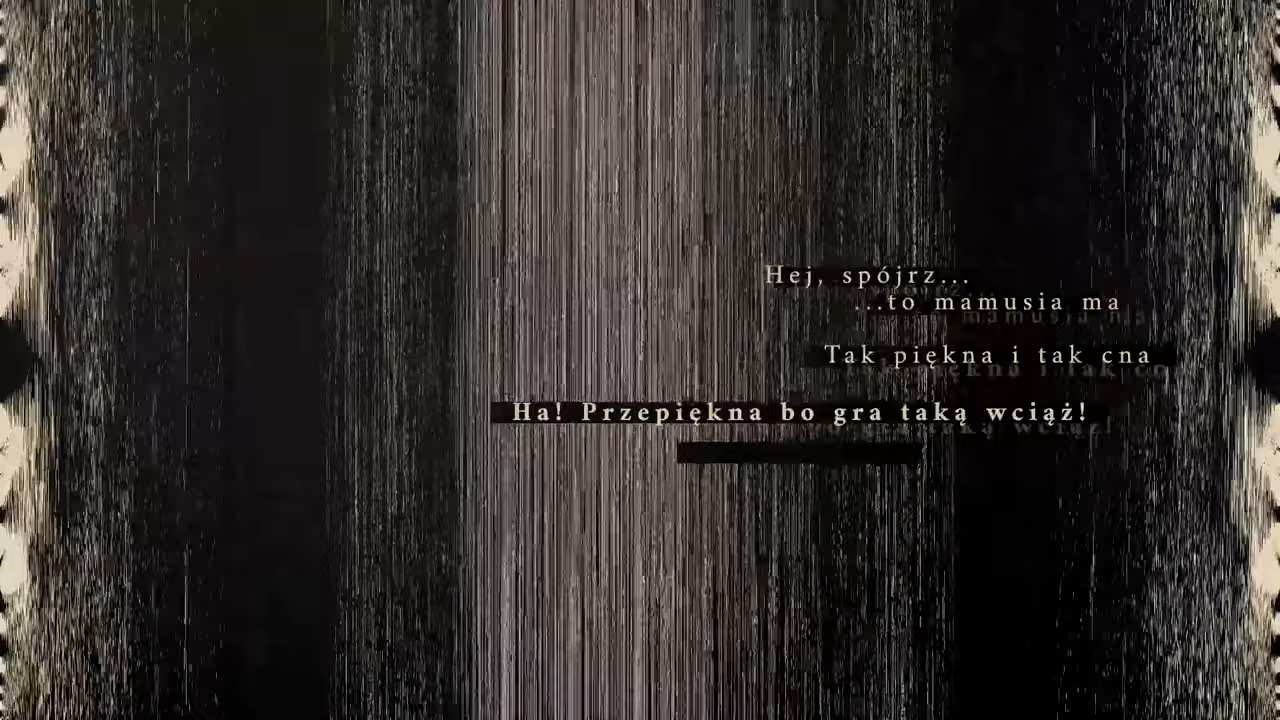 Hej, spójrz...
...to mamusia ma
Tak piękna i tak cna
Ha! Przepiękna bo gra taką wciąż!